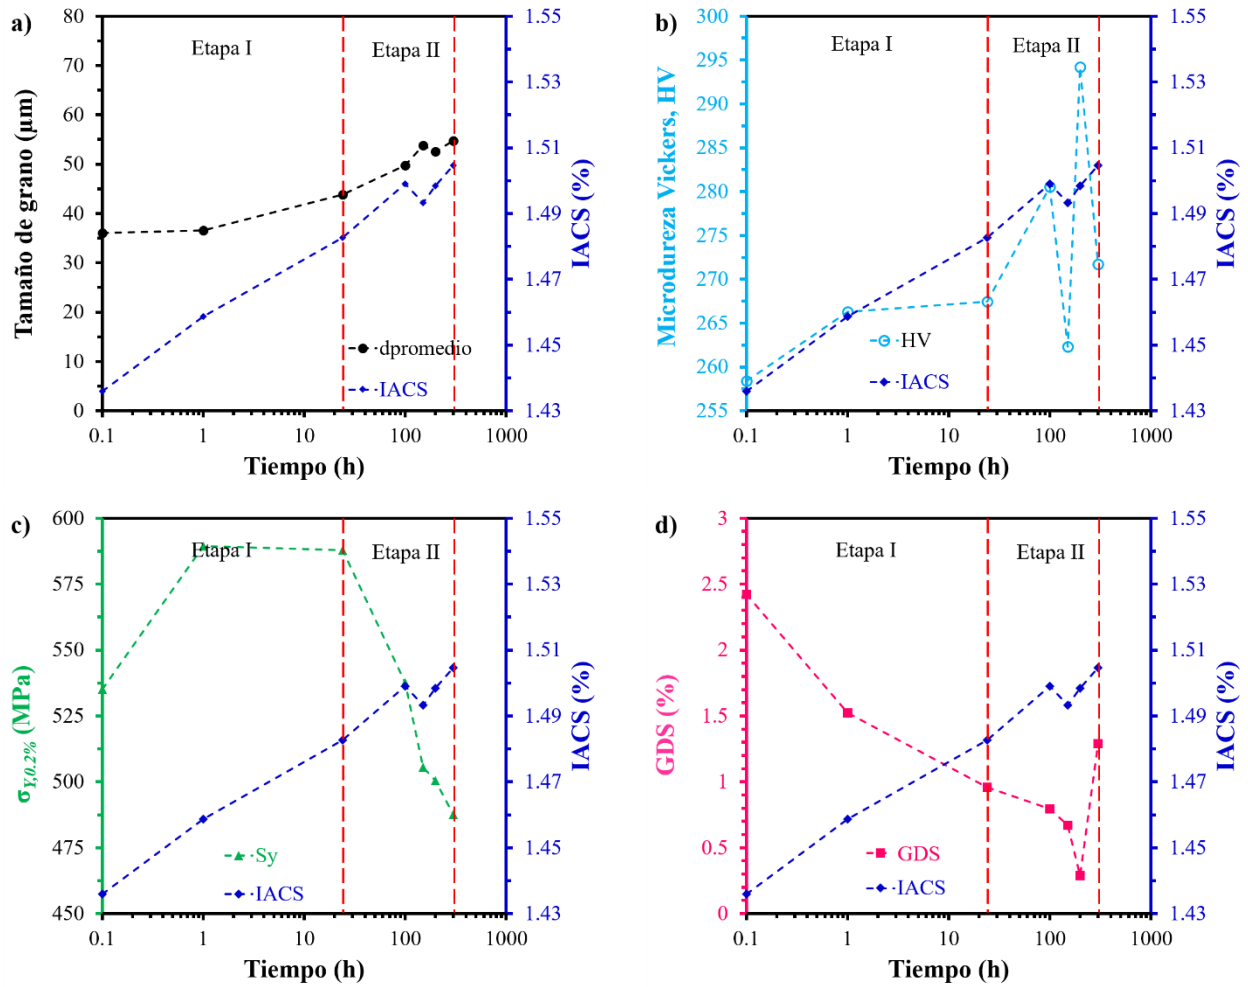 a)
80
70
60
50
40
30
20
10
0
Tamaño de grano (µm)
Etapa I
Etapa II
dpromedio
IACS
1.55
1.53
1.51
1.49
1.47
1.45
1.43
IACS (%)
0.1
1
10
100
1000
Tiempo (h)
b)
300
295
290
285
280
275
270
265
260
255
Microdureza Vickers, HV
Etapa I
Etapa II
HV
IACS
1.55
1.53
1.51
1.49
1.47
1.45
1.43
IACS (%)
0.1
1
10
100
1000
Tiempo (h)
c)
600
575
550
525
500
475
450
σY,0.2% (MPa)
Etapa I
Etapa II
Sy
IACS
1.55
1.53
1.51
1.49
1.47
1.45
1.43
IACS (%)
0.1
1
10
100
1000
Tiempo (h)
d)
3
2.5
2
1.5
1
0.5
0
GDS (%)
Etapa I
Etapa II
GDS
IACS
1.55
1.53
1.51
1.49
1.47
1.45
1.43
IACS (%)
0.1
1
10
100
1000
Tiempo (h)